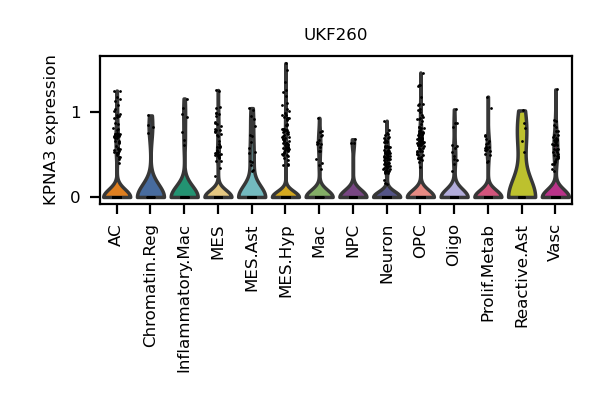 UKF260
KPNA3 expression
1
0
AC
Chromatin.Reg
Inflammatory.Mac
MES
MES.Ast
MES.Hyp
Mac
NPC
Neuron
OPC
Oligo
Prolif.Metab
Reactive.Ast
Vasc